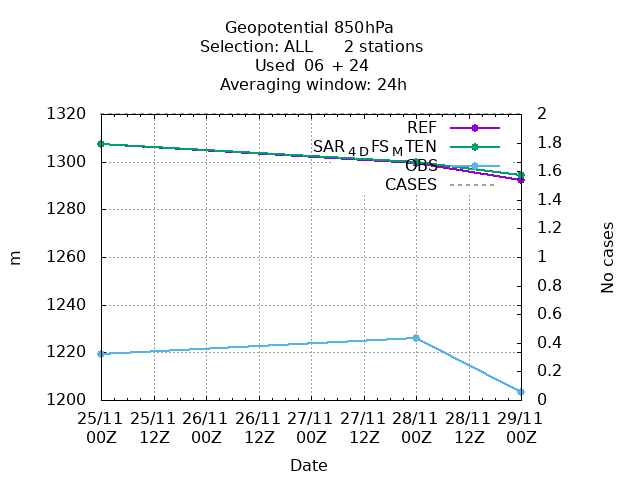 Geopotential 850hPa
Selection: ALL 2 stations
Used 06 + 24
Averaging window: 24h
1320
1300
1280
1260
1240
1220
1200
m
2
1.8
1.6
1.4
1.2
1
0.8
0.6
0.4
0.2
0
No cases
REF
SAR4DFSMTEN
OBS
CASES
25/11 25/11 26/11 26/11 27/11 27/11 28/11 28/11 29/11
00Z 12Z 00Z 12Z 00Z 12Z 00Z 12Z 00Z
Date